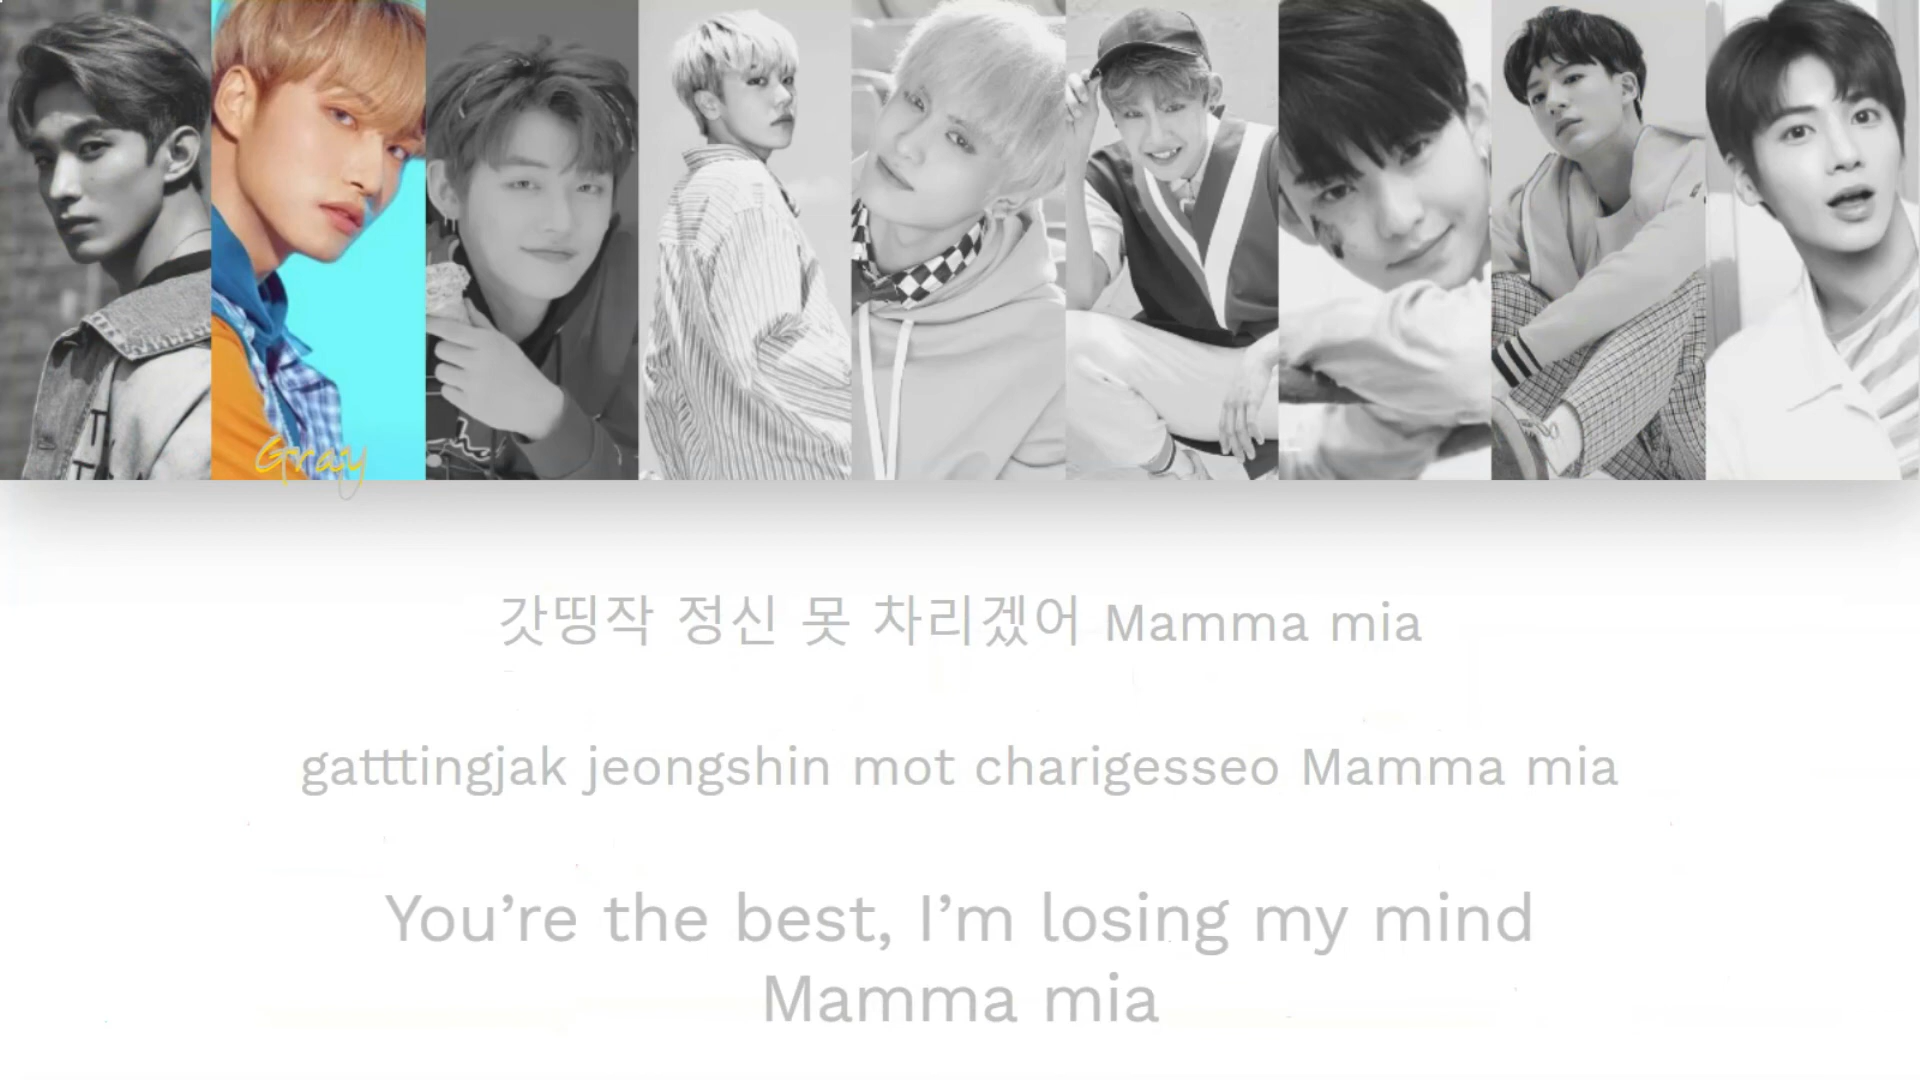 Gray
갓띵작 정신 못 차리겠어 Mamma mia
gatttingjak jeongshin mot charigesseo Mamma mia
You’re the best, I’m losing my mind
Mamma mia